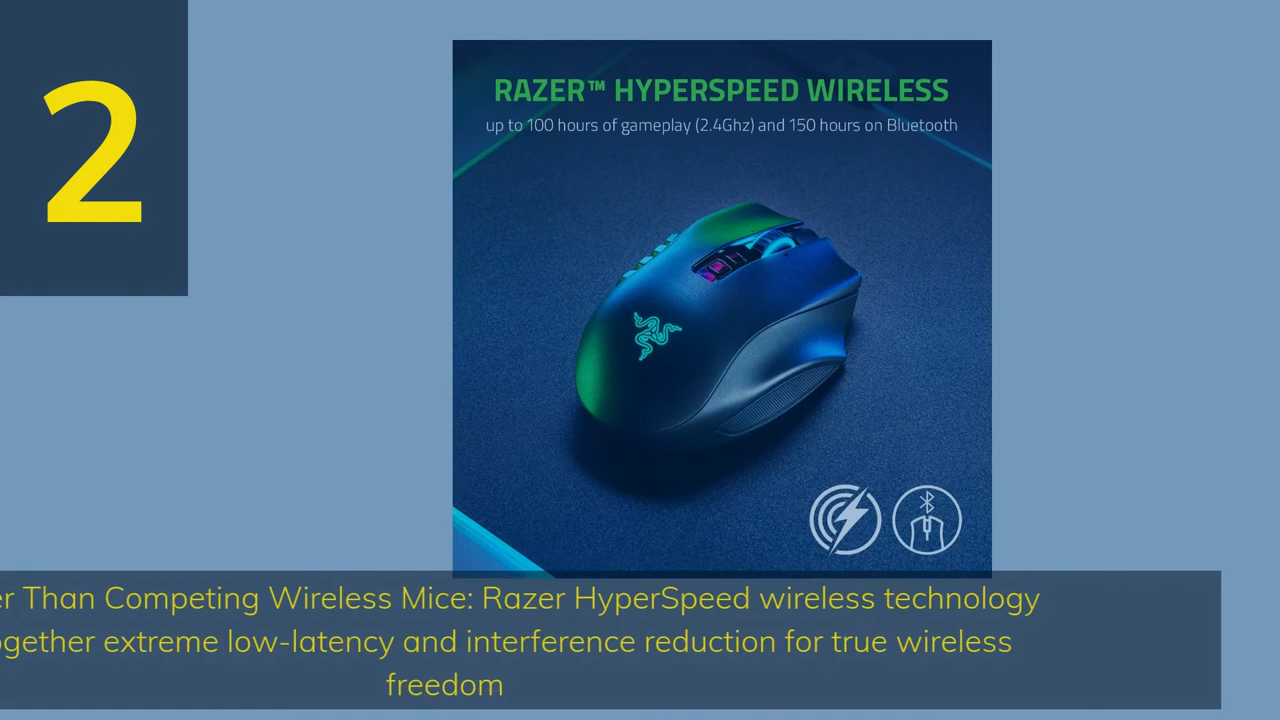 2
RAZER™ HYPERSPEED WIRELESS
up to 100 hours of gameplay (2.4Ghz) and 150 hours on Bluetooth
Than Competing Wireless Mice: Razer HyperSpeed wireless technology
extreme low-latency and interference reduction for true wireless
freedom